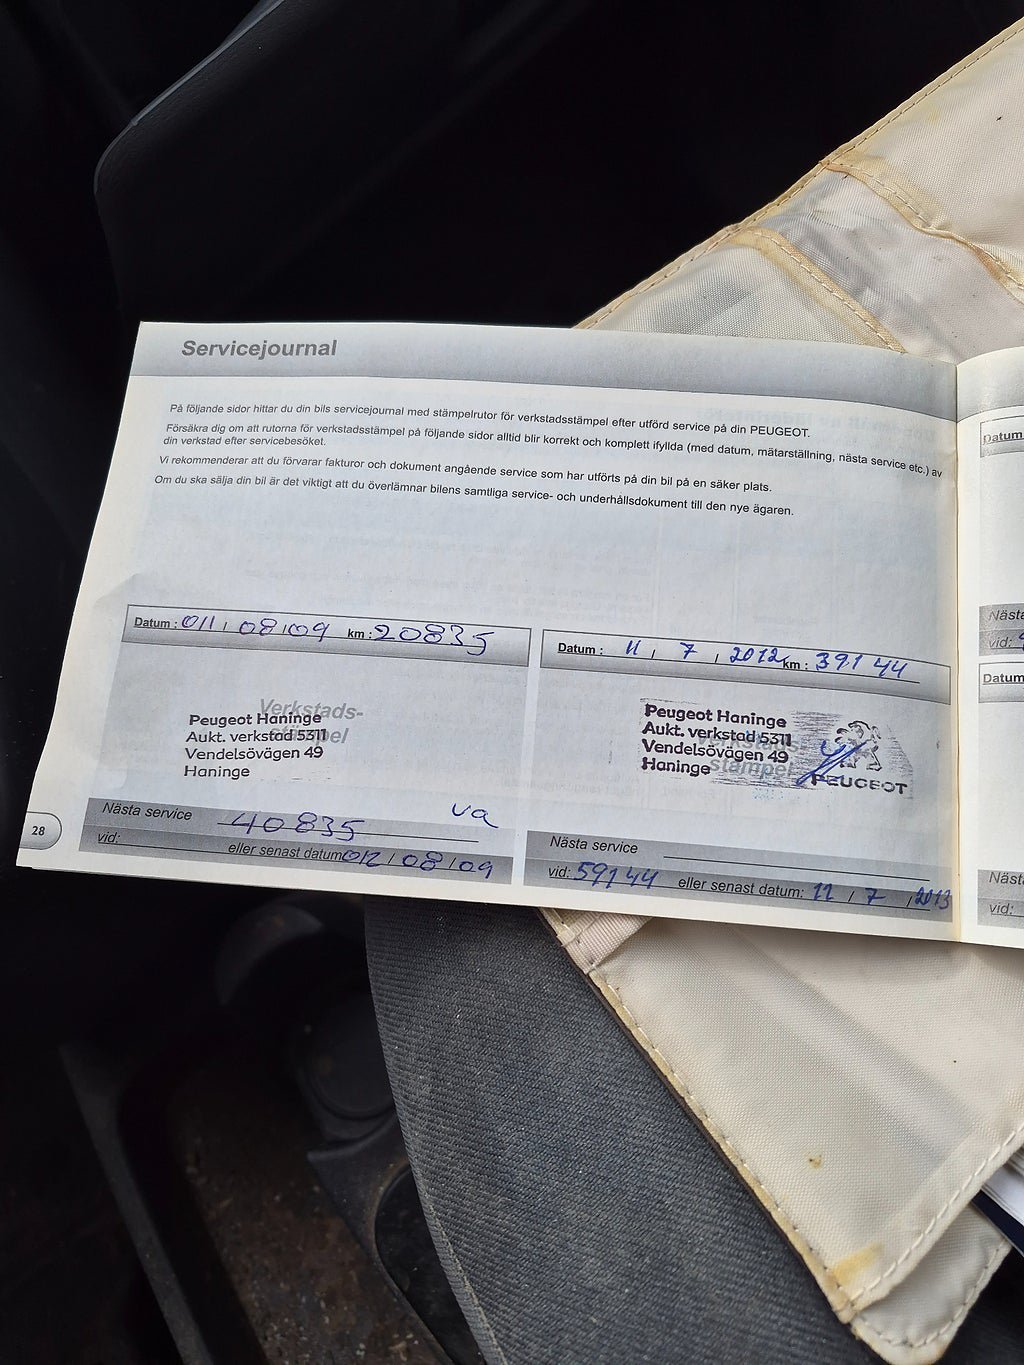 Servicejournal
På följande sidor hittar du din bils servicejournal med stämpelrutor för verkstadsstämpel efter utförd service på din PEUGEOT.
Försäkra dig om att rutorna för verkstadsstämpel på följande sidor alltid blir korrekt och komplett ifyllda (med datum, mätarställning, nästa service etc.) av
din verkstad efter servicebesöket.
Vi rekommenderar att du förvarar fakturor och dokument angående service som har utförts på din bil på en säker plats.
Om du ska sälja din bil är det viktigt att du överlämnar bilens samtliga service- och underhållsdokument till den nye ägaren.
Datum : 011 / 08 / 09 km : 20835
Verkstads-
stämpel
Peugeot Haninge
Aukt. verkstad 5311
Vendelsövägen 49
Haninge
Nästa service
vid: 40835
eller senast datum: 012 / 08 / 09
28
Datum : 11 / 7 / 2012 km : 39144
Verkstads-
stämpel
Peugeot Haninge
Aukt. verkstad 5311
Vendelsövägen 49
Haninge
PEUGEOT
Nästa service
vid: 59144 eller senast datum: 11 / 7 / 2013
Datum
Näst
vid:
Datum
Näst
vid: